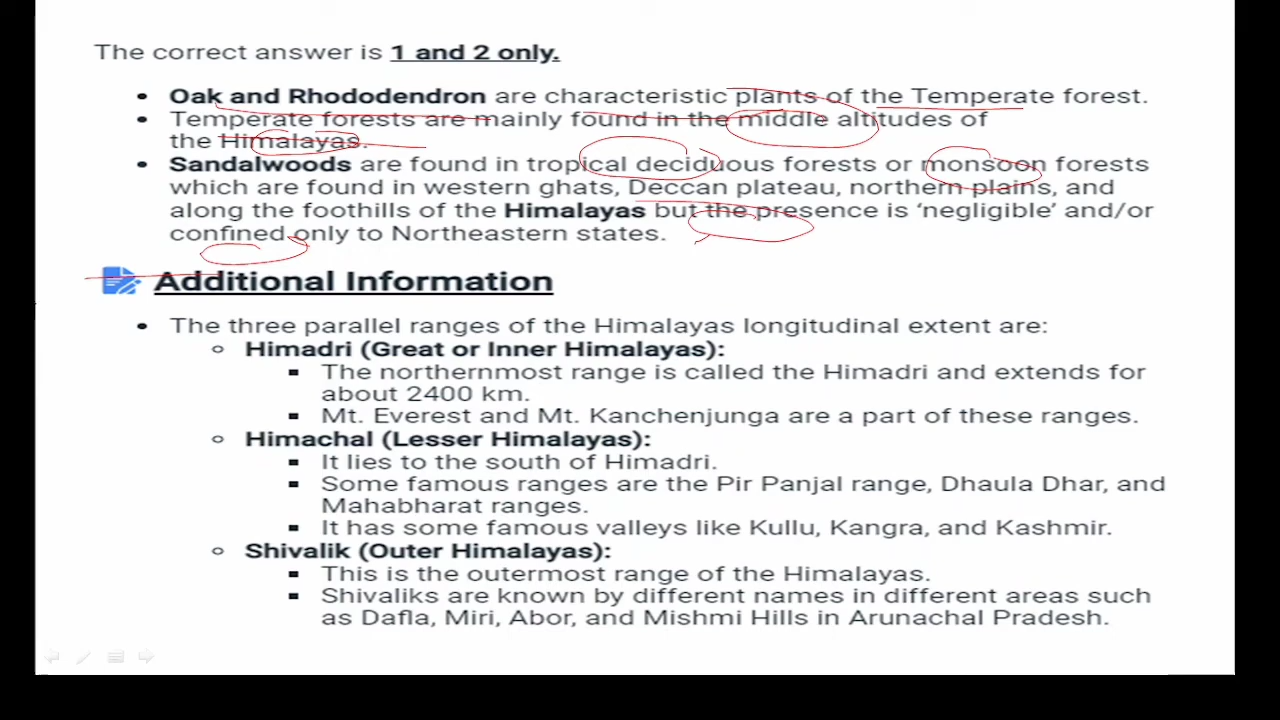 The correct answer is 1 and 2 only.
• Oak and Rhododendron are characteristic plants of the Temperate forest.
• Temperate forests are mainly found in the middle altitudes of
the Himalayas.
• Sandalwoods are found in tropical deciduous forests or monsoon forests
which are found in western ghats, Deccan plateau, northern plains, and
along the foothills of the Himalayas but the presence is ‘negligible’ and/or
confined only to Northeastern states.
Additional Information
• The three parallel ranges of the Himalayas longitudinal extent are:
○ Himadri (Great or Inner Himalayas):
▪ The northernmost range is called the Himadri and extends for
about 2400 km.
▪ Mt. Everest and Mt. Kanchenjunga are a part of these ranges.
○ Himachal (Lesser Himalayas):
▪ It lies to the south of Himadri.
▪ Some famous ranges are the Pir Panjal range, Dhaula Dhar, and
Mahabharat ranges.
▪ It has some famous valleys like Kullu, Kangra, and Kashmir.
○ Shivalik (Outer Himalayas):
▪ This is the outermost range of the Himalayas.
▪ Shivaliks are known by different names in different areas such
as Dafla, Miri, Abor, and Mishmi Hills in Arunachal Pradesh.